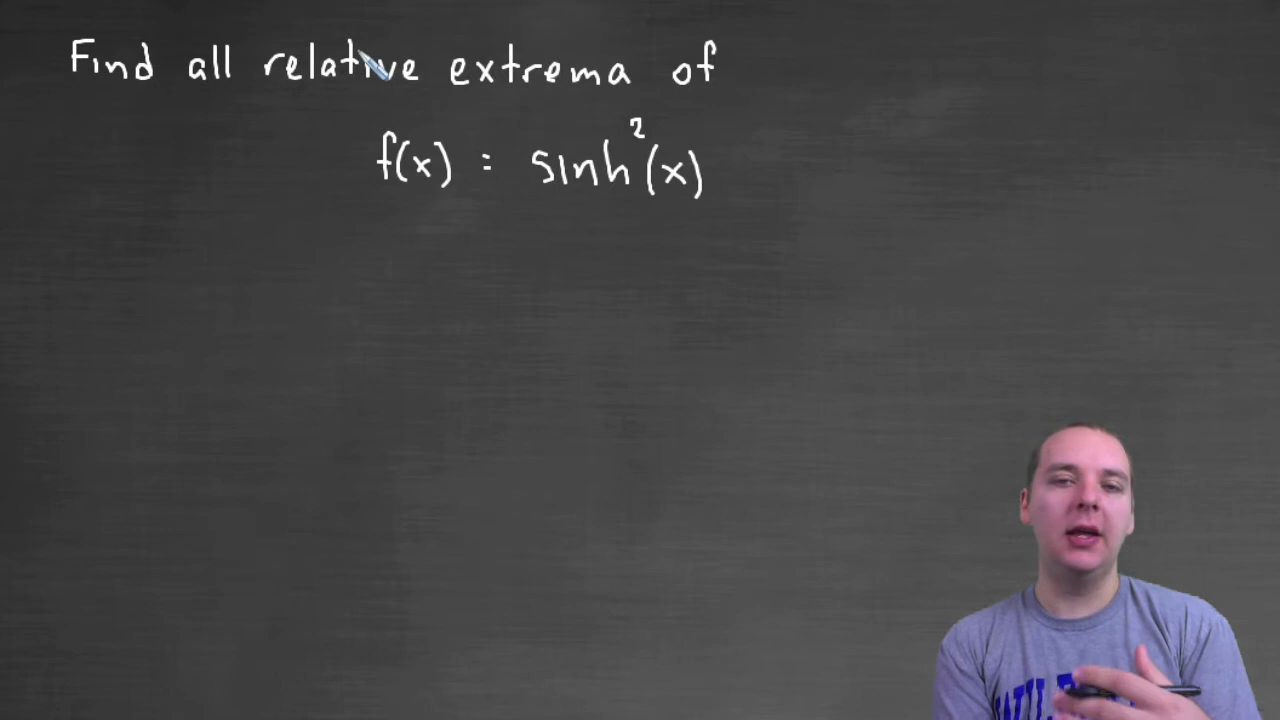 Find all relative extrema of
f(x) = sinh²(x)